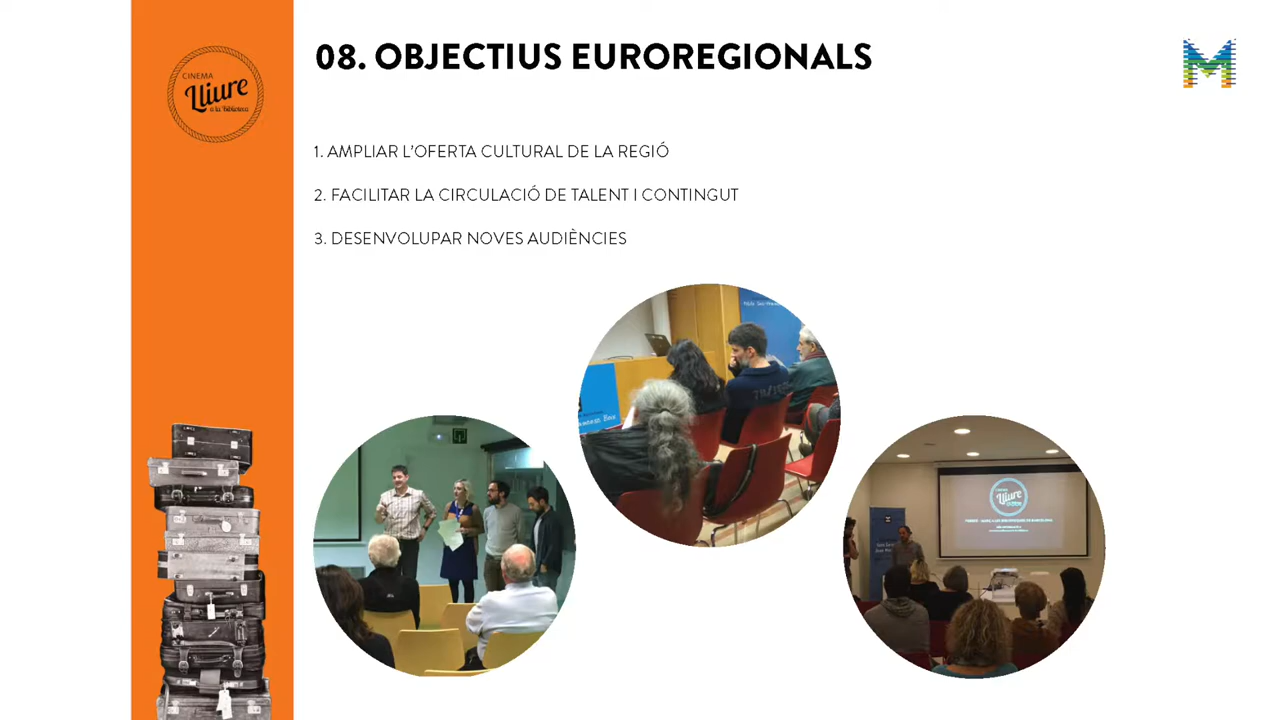 CINEMA
Lliure
a la Biblioteca
08. OBJECTIUS EUROREGIONALS
M
1. AMPLIAR L'OFERTA CULTURAL DE LA REGIÓ
2. FACILITAR LA CIRCULACIÓ DE TALENT I CONTINGUT
3. DESENVOLUPAR NOVES AUDIÈNCIES
Lliure